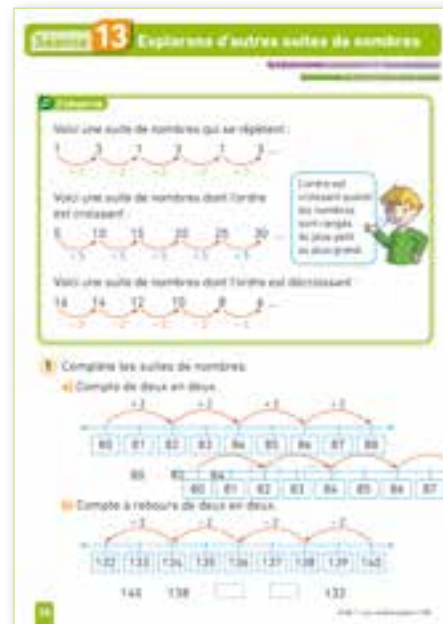 Séance 13 Explorons d'autres suites de nombres
J'observe
Voici une suite de nombres qui se répètent :
1 3 1 3 1 3 ...
Voici une suite de nombres dont l'ordre
est croissant :
5 10 15 20 25 30 ...
+ 5 + 5 + 5 + 5 + 5
L'ordre est
croissant quand
les nombres
sont rangés
du plus petit
au plus grand.
Voici une suite de nombres dont l'ordre est décroissant :
16 14 12 10 8 6 ...
- 2 - 2 - 2 - 2 - 2
1 Complète les suites de nombres.
a) Compte de deux en deux.
+ 2 + 2 + 2 + 2
80 81 82 83 84 85 86 87 88
80 82 84
80 81 82 83 84 85 86 87
b) Compte à rebours de deux en deux.
- 2 - 2 - 2 - 2
132 133 134 135 136 137 138 139 140
140 138 132